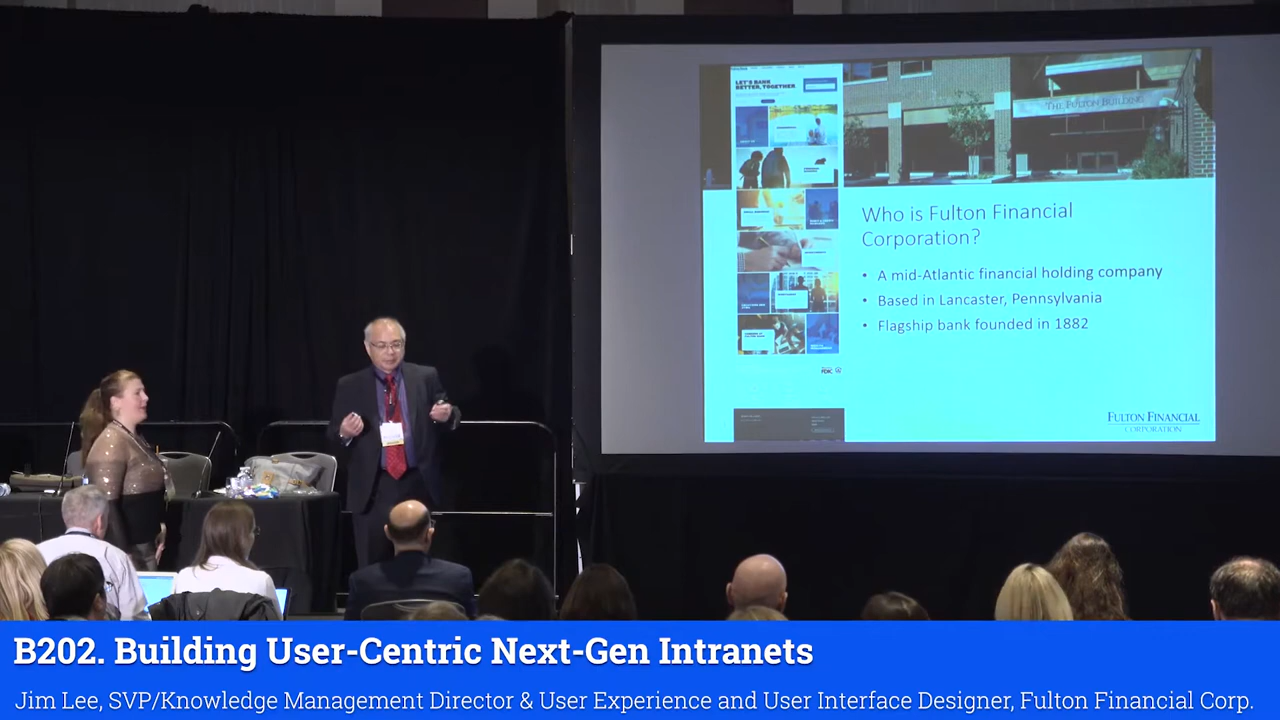 LET'S BANK
BETTER, TOGETHER
THE FULTON BUILDING
Who is Fulton Financial
Corporation?
• A mid-Atlantic financial holding company
• Based in Lancaster, Pennsylvania
• Flagship bank founded in 1882
FDIC
FULTON FINANCIAL
CORPORATION
B202. Building User-Centric Next-Gen Intranets
Jim Lee, SVP/Knowledge Management Director & User Experience and User Interface Designer, Fulton Financial Corp.